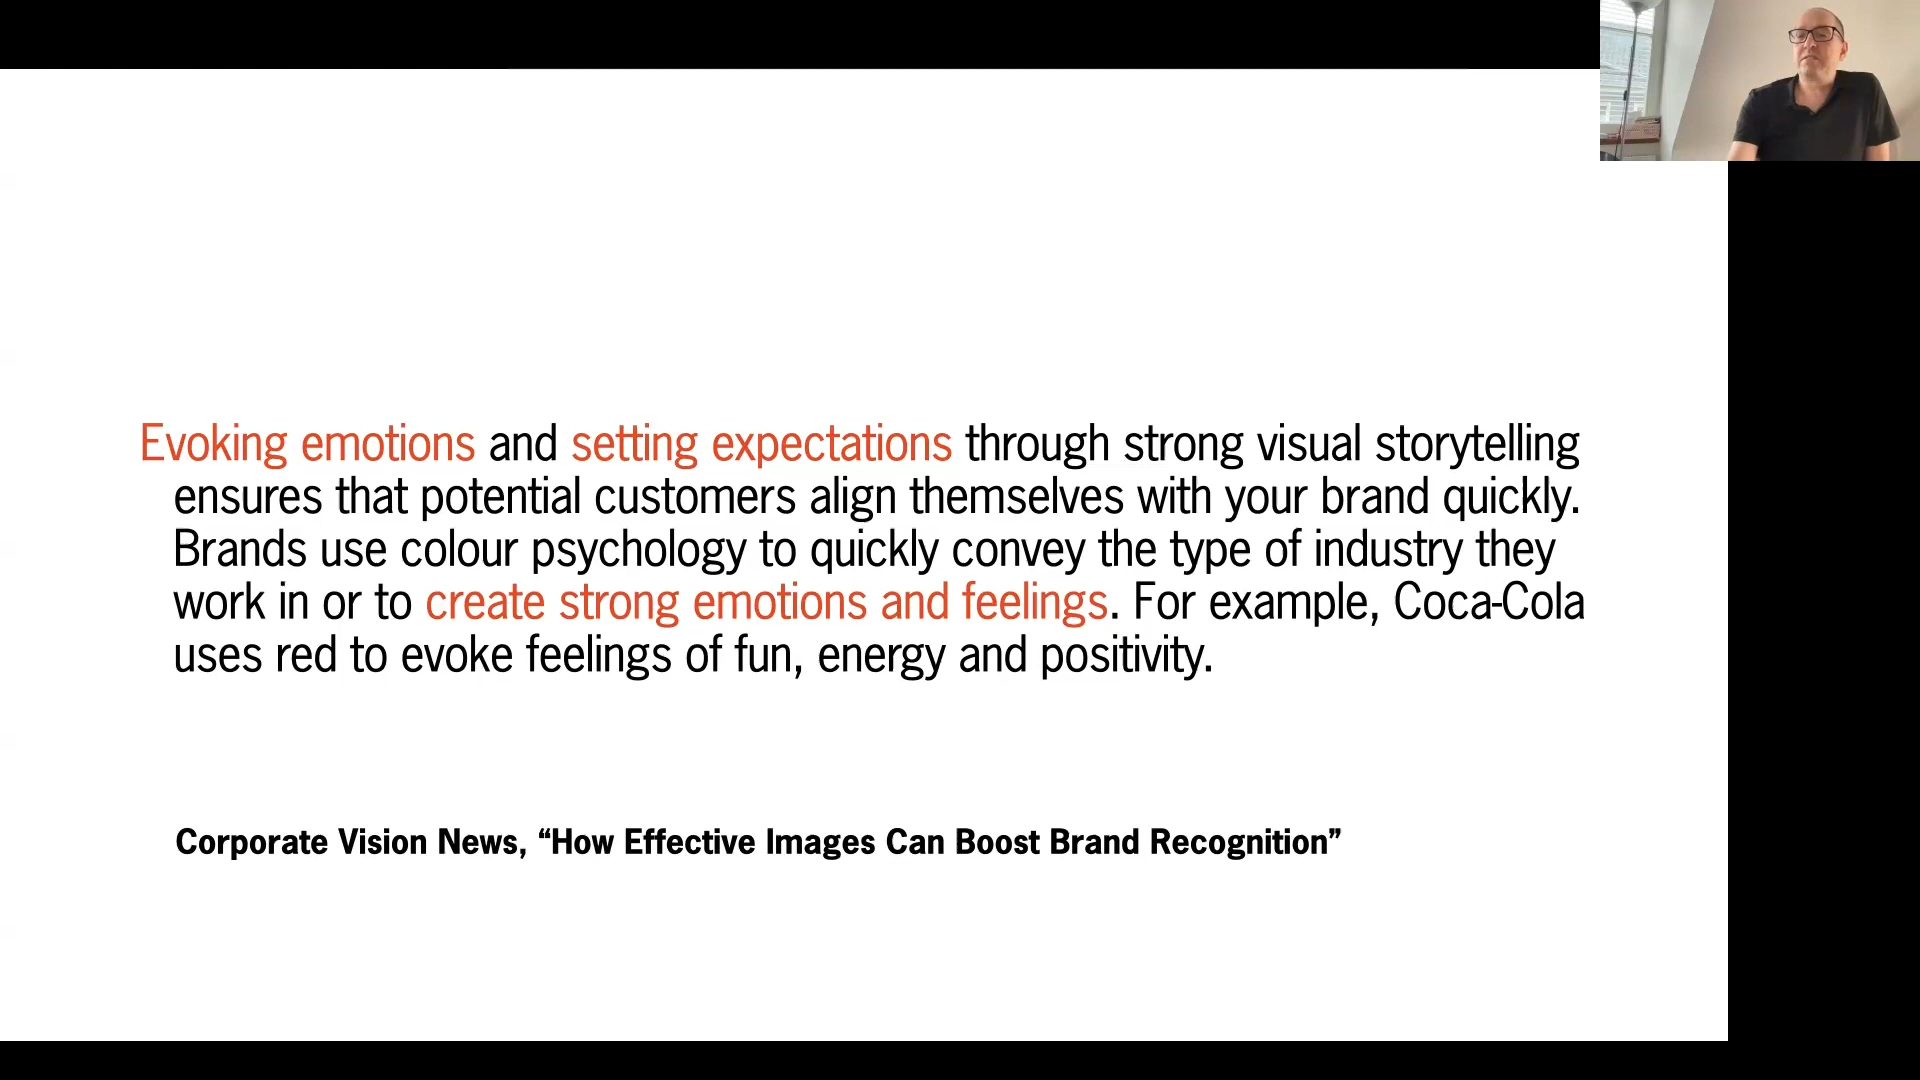 Evoking emotions and setting expectations through strong visual storytelling
ensures that potential customers align themselves with your brand quickly.
Brands use colour psychology to quickly convey the type of industry they
work in or to create strong emotions and feelings. For example, Coca-Cola
uses red to evoke feelings of fun, energy and positivity.
Corporate Vision News, “How Effective Images Can Boost Brand Recognition”